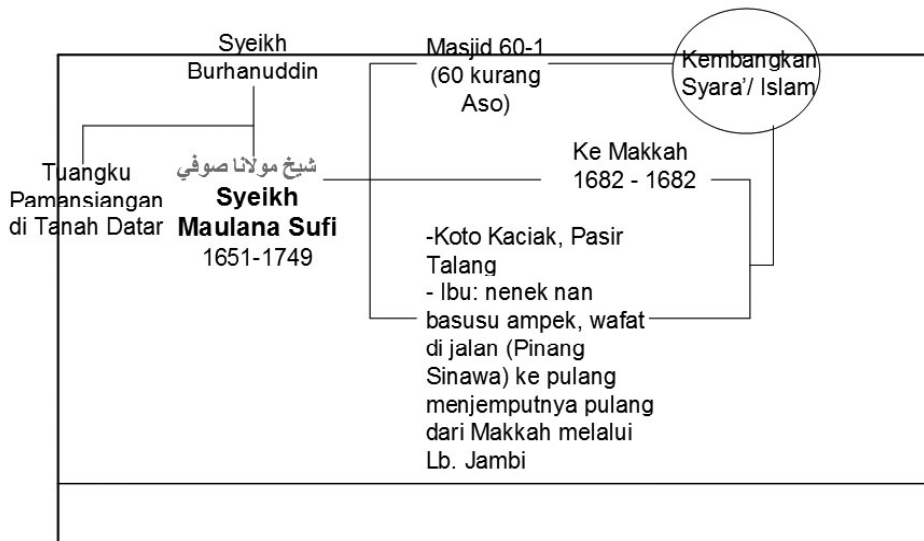 Syeikh
Burhanuddin
Tuangku
Pamansiangan
di Tanah Datar
شيخ مولانا صوفي
Syeikh
Maulana Sufi
1651-1749
Masjid 60-1
(60 kurang
Aso)
Kembangkan
Syara'/ Islam
Ke Makkah
1682 - 1682
-Koto Kaciak, Pasir
Talang
- Ibu: nenek nan
basusu ampek, wafat
di jalan (Pinang
Sinawa) ke pulang
menjemputnya pulang
dari Makkah melalui
Lb. Jambi